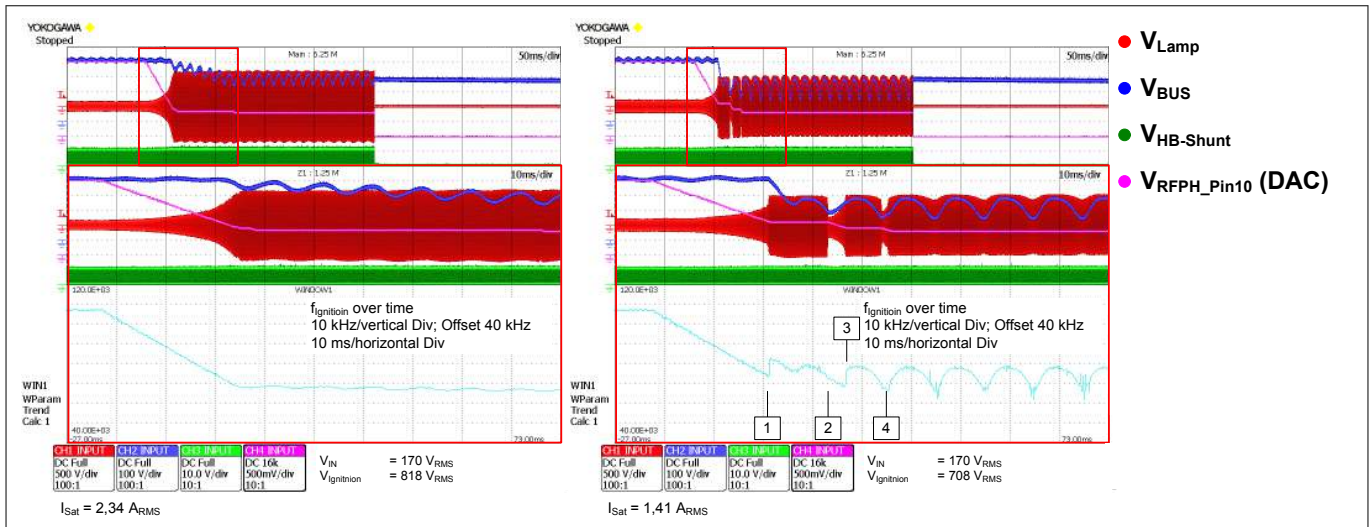 YOKOGAWA
Stopped
Main : 6.25 M
50ms/div
Z1 : 1.25 M
10ms/div
120.0E+03
WINDOW1
fIgnitioin over time
10 kHz/vertical Div; Offset 40 kHz
10 ms/horizontal Div
WIN1
WParam
Trend
Calc 1
40.00E+03
-27.00ms
73.00ms
CH1 INPUT
DC Full
500 V/div
100:1
CH2 INPUT
DC Full
100 V/div
100:1
CH3 INPUT
DC Full
10.0 V/div
10:1
CH4 INPUT
DC 16k
500mV/div
10:1
VIN = 170 VRMS
VIgnitnion = 818 VRMS
ISat = 2,34 ARMS
YOKOGAWA
Stopped
Main : 6.25 M
50ms/div
Z1 : 1.25 M
10ms/div
120.0E+03
WINDOW1
fIgnitioin over time
10 kHz/vertical Div; Offset 40 kHz
10 ms/horizontal Div
3
1
2
4
WIN1
WParam
Trend
Calc 1
40.00E+03
-27.00ms
73.00ms
CH1 INPUT
DC Full
500 V/div
100:1
CH2 INPUT
DC Full
100 V/div
100:1
CH3 INPUT
DC Full
10.0 V/div
10:1
CH4 INPUT
DC 16k
500mV/div
10:1
VIN = 170 VRMS
VIgnitnion = 708 VRMS
ISat = 1,41 ARMS
VLamp
VBUS
VHB-Shunt
VRFPH_Pin10 (DAC)